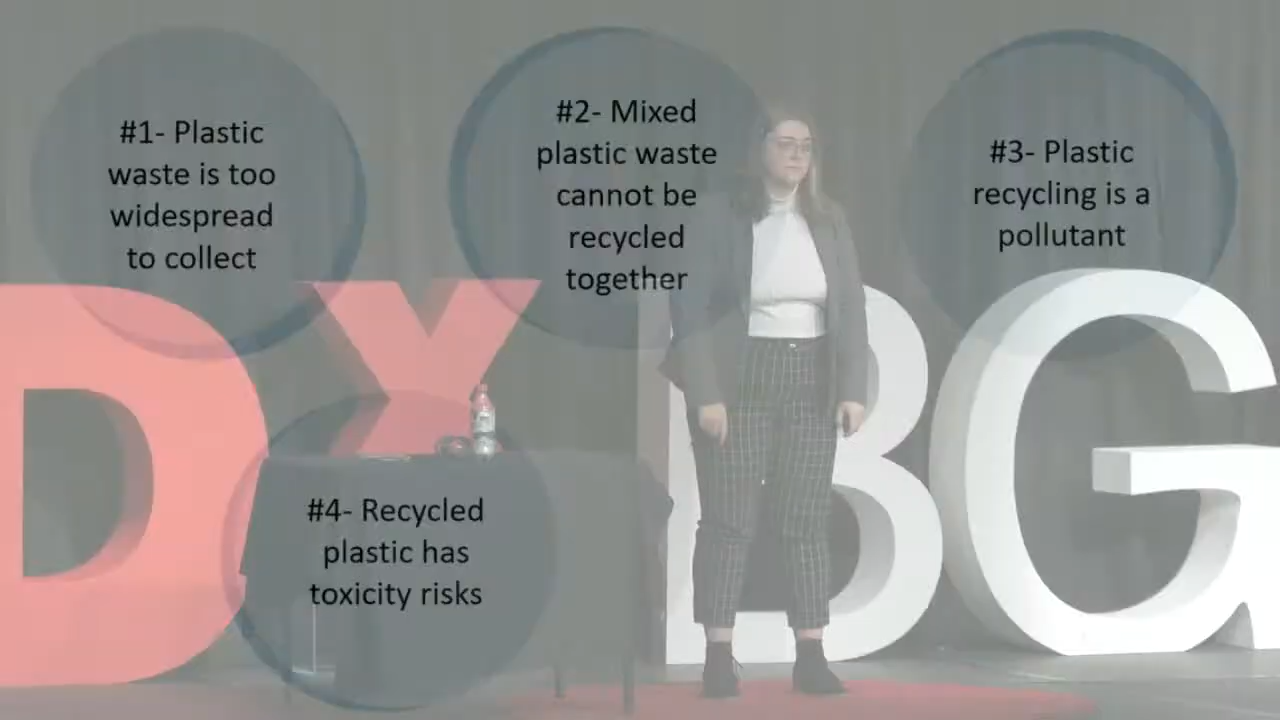 #1- Plastic
waste is too
widespread
to collect
#2- Mixed
plastic waste
cannot be
recycled
together
#3- Plastic
recycling is a
pollutant
#4- Recycled
plastic has
toxicity risks
DXBG